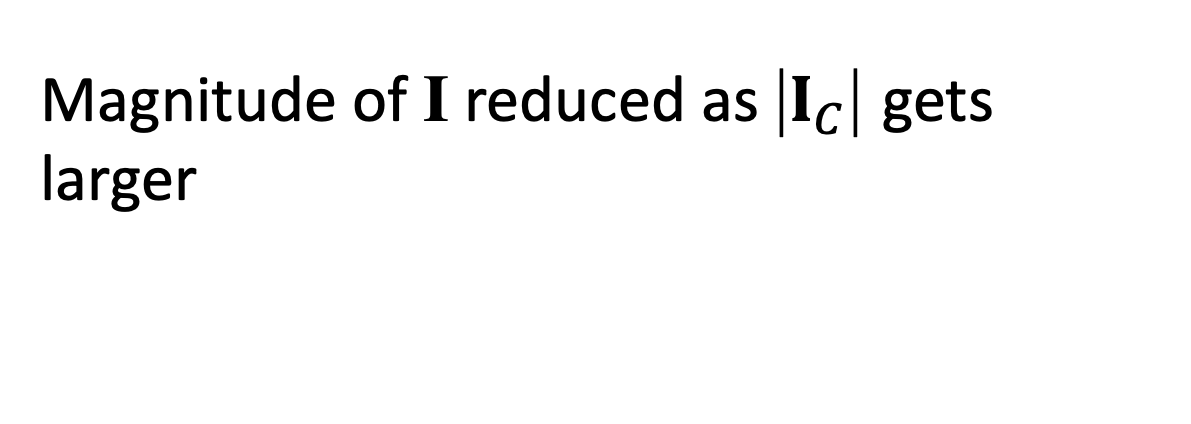 Magnitude of I reduced as |I_C| gets
larger